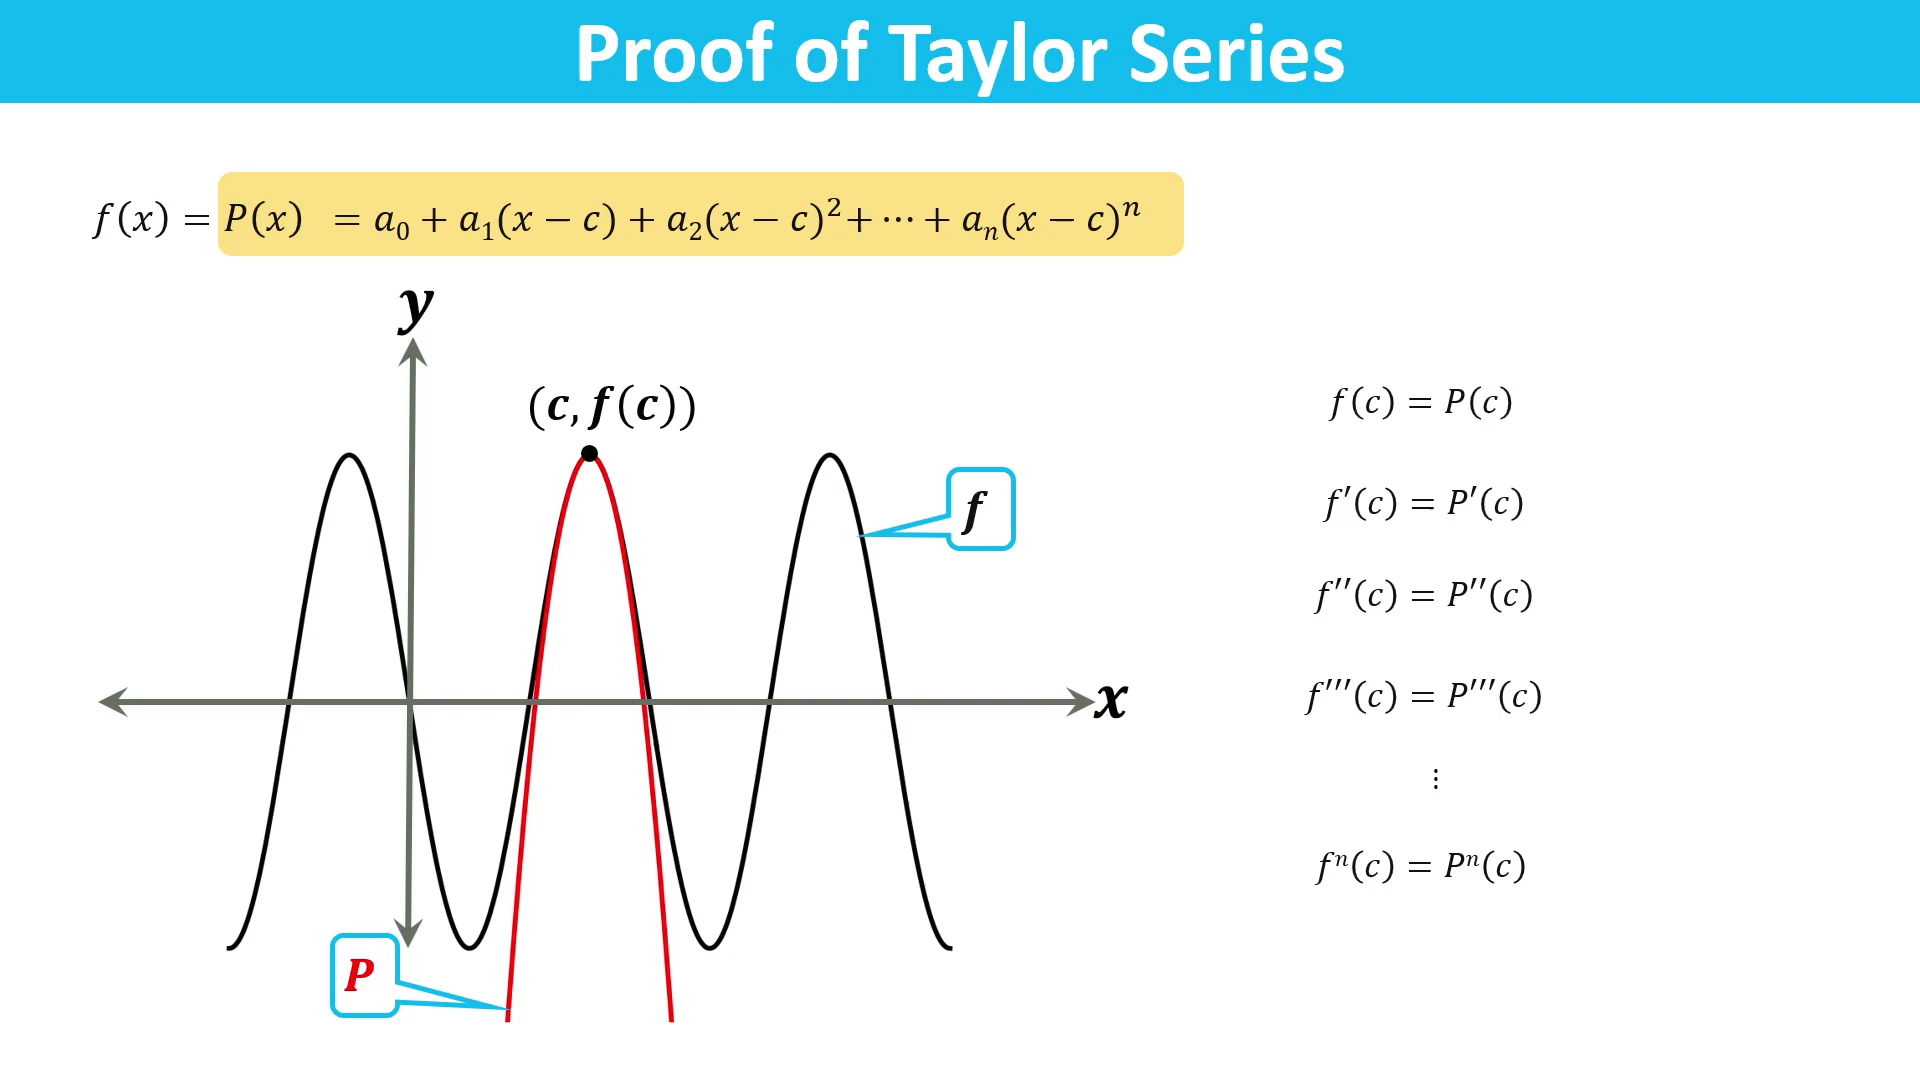 Proof of Taylor Series
f(x) = P(x) = a₀ + a₁(x − c) + a₂(x − c)² + ⋯ + aₙ(x − c)ⁿ
y
(c, f(c))
f
x
P
f(c) = P(c)
f′(c) = P′(c)
f′′(c) = P′′(c)
f′′′(c) = P′′′(c)
⋮
fⁿ(c) = Pⁿ(c)